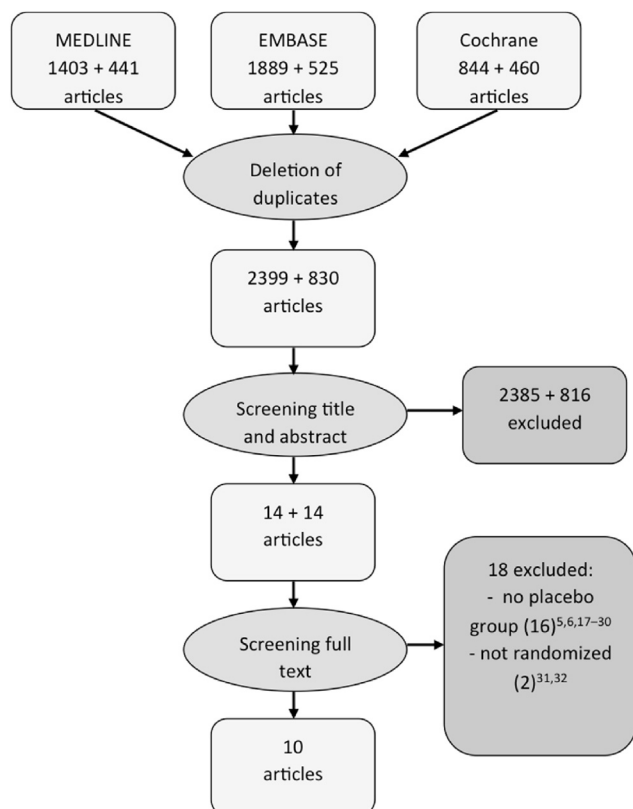 MEDLINE
1403 + 441
articles
EMBASE
1889 + 525
articles
Cochrane
844 + 460
articles
Deletion of
duplicates
2399 + 830
articles
Screening title
and abstract
2385 + 816
excluded
14 + 14
articles
Screening full
text
18 excluded:
- no placebo
group (16)5,6,17–30
- not randomized
(2)31,32
10
articles